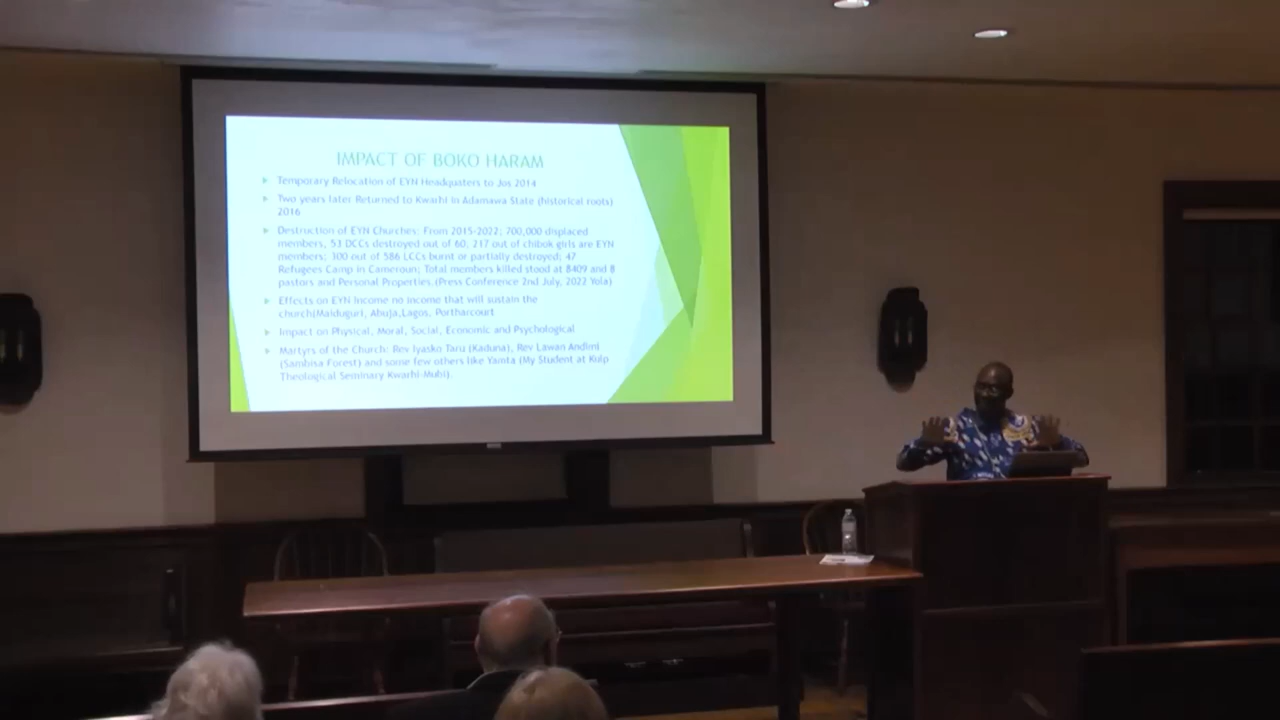 IMPACT OF BOKO HARAM
Temporary Relocation of EYN Headquaters to Jos 2014
Two years later Returned to Kwarhi in Adamawa State (historical roots)
2016
Destruction of EYN Churches: From 2015-2022; 700,000 displaced
members, 53 DCCs destroyed out of 60; 217 out of chibok girls are EYN
members; 300 out of 586 LCCs burnt or partially destroyed; 47
Refugees Camp in Cameroun; Total members killed stood at 8409 and 8
pastors and Personal Properties.(Press Conference 2nd July, 2022 Yola)
Effects on EYN Income no income that will sustain the
church(Maiduguri, Abuja,Lagos, Portharcourt
Impact on Physical, Moral, Social, Economic and Psychological
Martyrs of the Church: Rev Iyasko Taru (Kaduna), Rev Lawan Andimi
(Sambisa Forest) and some few others like Yamta (My Student at Kulp
Theological Seminary Kwarhi-Mubi).